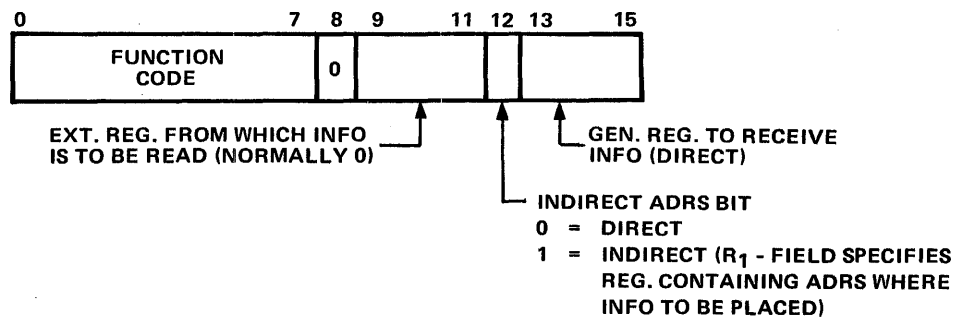 0 7 8 9 11 12 13 15
FUNCTION
CODE
0
EXT. REG. FROM WHICH INFO
IS TO BE READ (NORMALLY 0)
GEN. REG. TO RECEIVE
INFO (DIRECT)
INDIRECT ADRS BIT
0 = DIRECT
1 = INDIRECT (R1 - FIELD SPECIFIES
REG. CONTAINING ADRS WHERE
INFO TO BE PLACED)